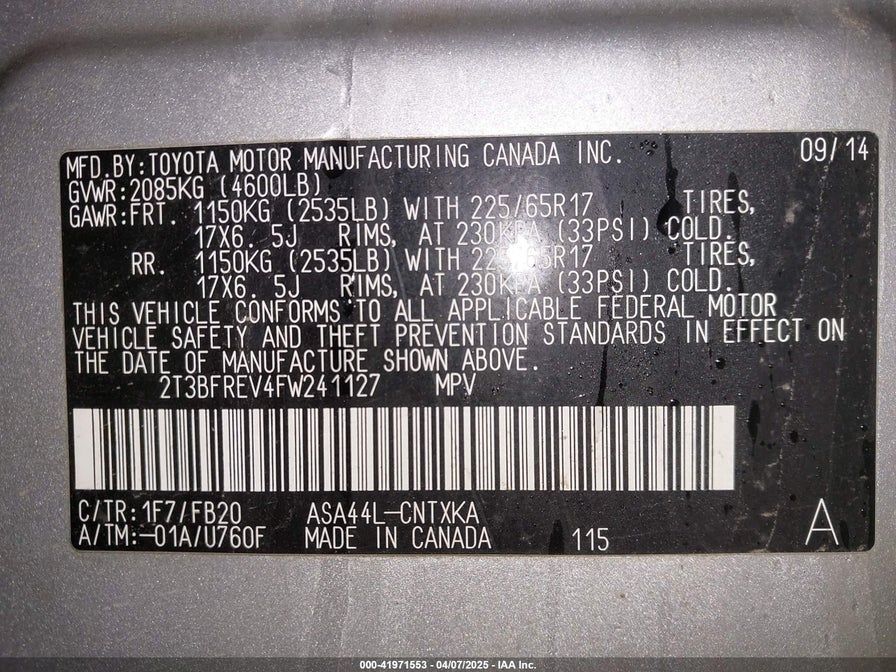 MFD.BY:TOYOTA MOTOR MANUFACTURING CANADA INC. 09/14
GVWR:2085KG (4600LB)
GAWR:FRT. 1150KG (2535LB) WITH 225/65R17 TIRES,
17X6. 5J RIMS, AT 230KPA (33PSI) COLD.
RR. 1150KG (2535LB) WITH 225/65R17 TIRES,
17X6. 5J RIMS, AT 230KPA (33PSI) COLD.
THIS VEHICLE CONFORMS TO ALL APPLICABLE FEDERAL MOTOR
VEHICLE SAFETY AND THEFT PREVENTION STANDARDS IN EFFECT ON
THE DATE OF MANUFACTURE SHOWN ABOVE.
2T3BFREV4FW241127 MPV
C/TR:1F7/FB20 ASA44L-CNTXKA
A/TM:-01A/U760F MADE IN CANADA 115 A
000-41971553 — 04/07/2025 — IAA Inc.